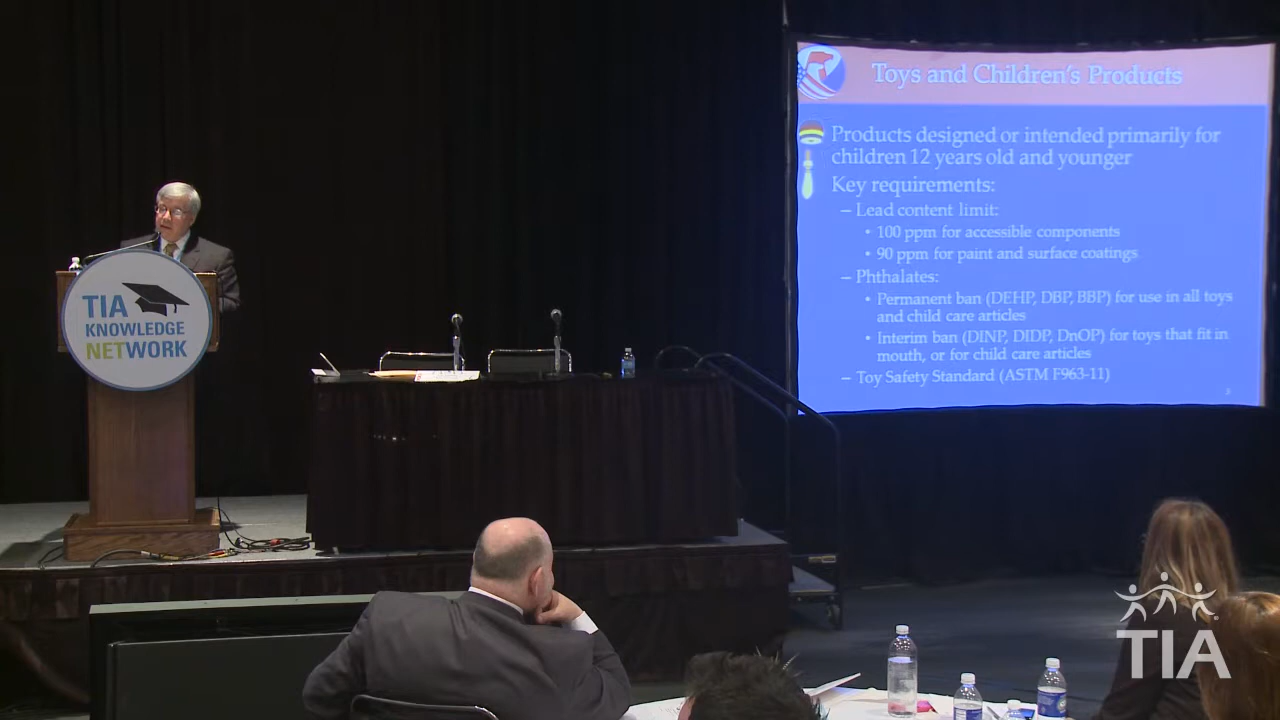 TIA
KNOWLEDGE
NETWORK
Toys and Children's Products
Products designed or intended primarily for
children 12 years old and younger
Key requirements:
– Lead content limit:
• 100 ppm for accessible components
• 90 ppm for paint and surface coatings
– Phthalates:
• Permanent ban (DEHP, DBP, BBP) for use in all toys
and child care articles
• Interim ban (DINP, DIDP, DnOP) for toys that fit in
mouth, or for child care articles
– Toy Safety Standard (ASTM F963-11)
3
TIA